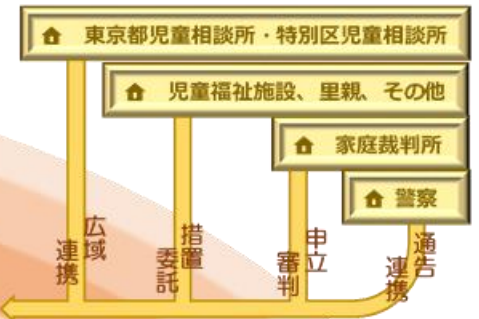 東京都児童相談所・特別区児童相談所
児童福祉施設、里親、その他
家庭裁判所
警察
広域
連携
措置
委託
申立
審判
通告
連携